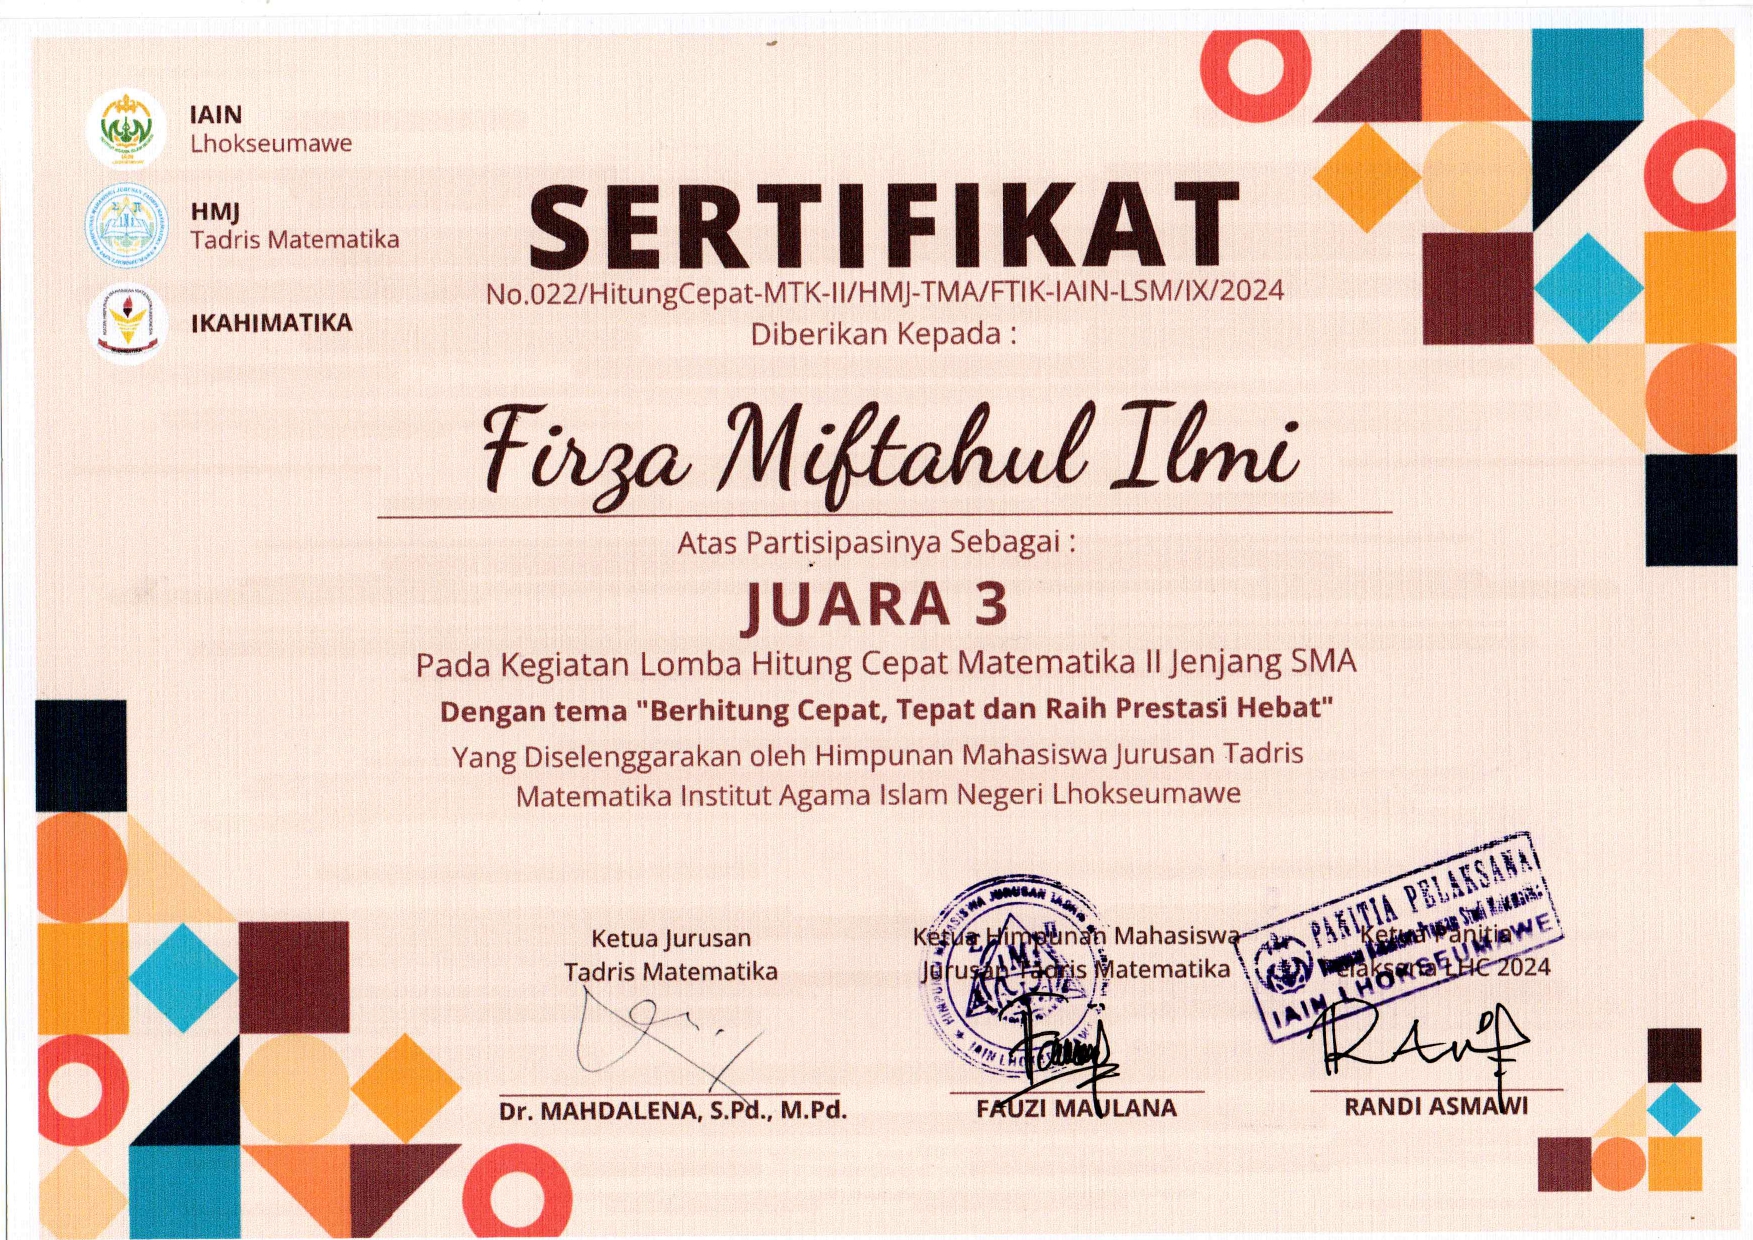 IAIN
Lhokseumawe
HMJ
Tadris Matematika
IKAHIMATIKA
SERTIFIKAT
No.022/HitungCepat-MTK-II/HMJ-TMA/FTIK-IAIN-LSM/IX/2024
Diberikan Kepada :
Firza Miftahul Ilmi
Atas Partisipasinya Sebagai :
JUARA 3
Pada Kegiatan Lomba Hitung Cepat Matematika II Jenjang SMA
Dengan tema "Berhitung Cepat, Tepat dan Raih Prestasi Hebat"
Yang Diselenggarakan oleh Himpunan Mahasiswa Jurusan Tadris
Matematika Institut Agama Islam Negeri Lhokseumawe
Ketua Jurusan
Tadris Matematika
Dr. MAHDALENA, S.Pd., M.Pd.
Ketua Himpunan Mahasiswa
Jurusan Tadris Matematika
FAUZI MAULANA
Ketua Panitia
Pelaksana LHC 2024
RANDI ASMAWI
PANITIA PELAKSANA
IAIN LHOKSEUMAWE